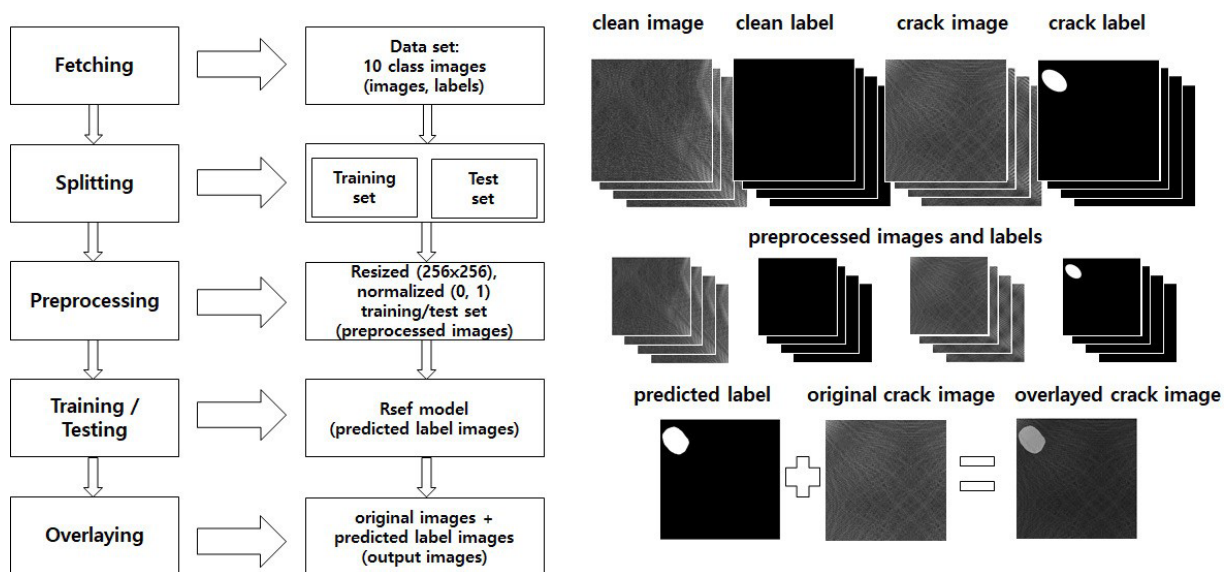 Fetching
Data set:
10 class images
(images, labels)
Splitting
Training
set
Test
set
Preprocessing
Resized (256x256),
normalized (0, 1)
training/test set
(preprocessed images)
Training /
Testing
Rsef model
(predicted label images)
Overlaying
original images +
predicted label images
(output images)
clean image
clean label
crack image
crack label
preprocessed images and labels
predicted label
original crack image
overlayed crack image